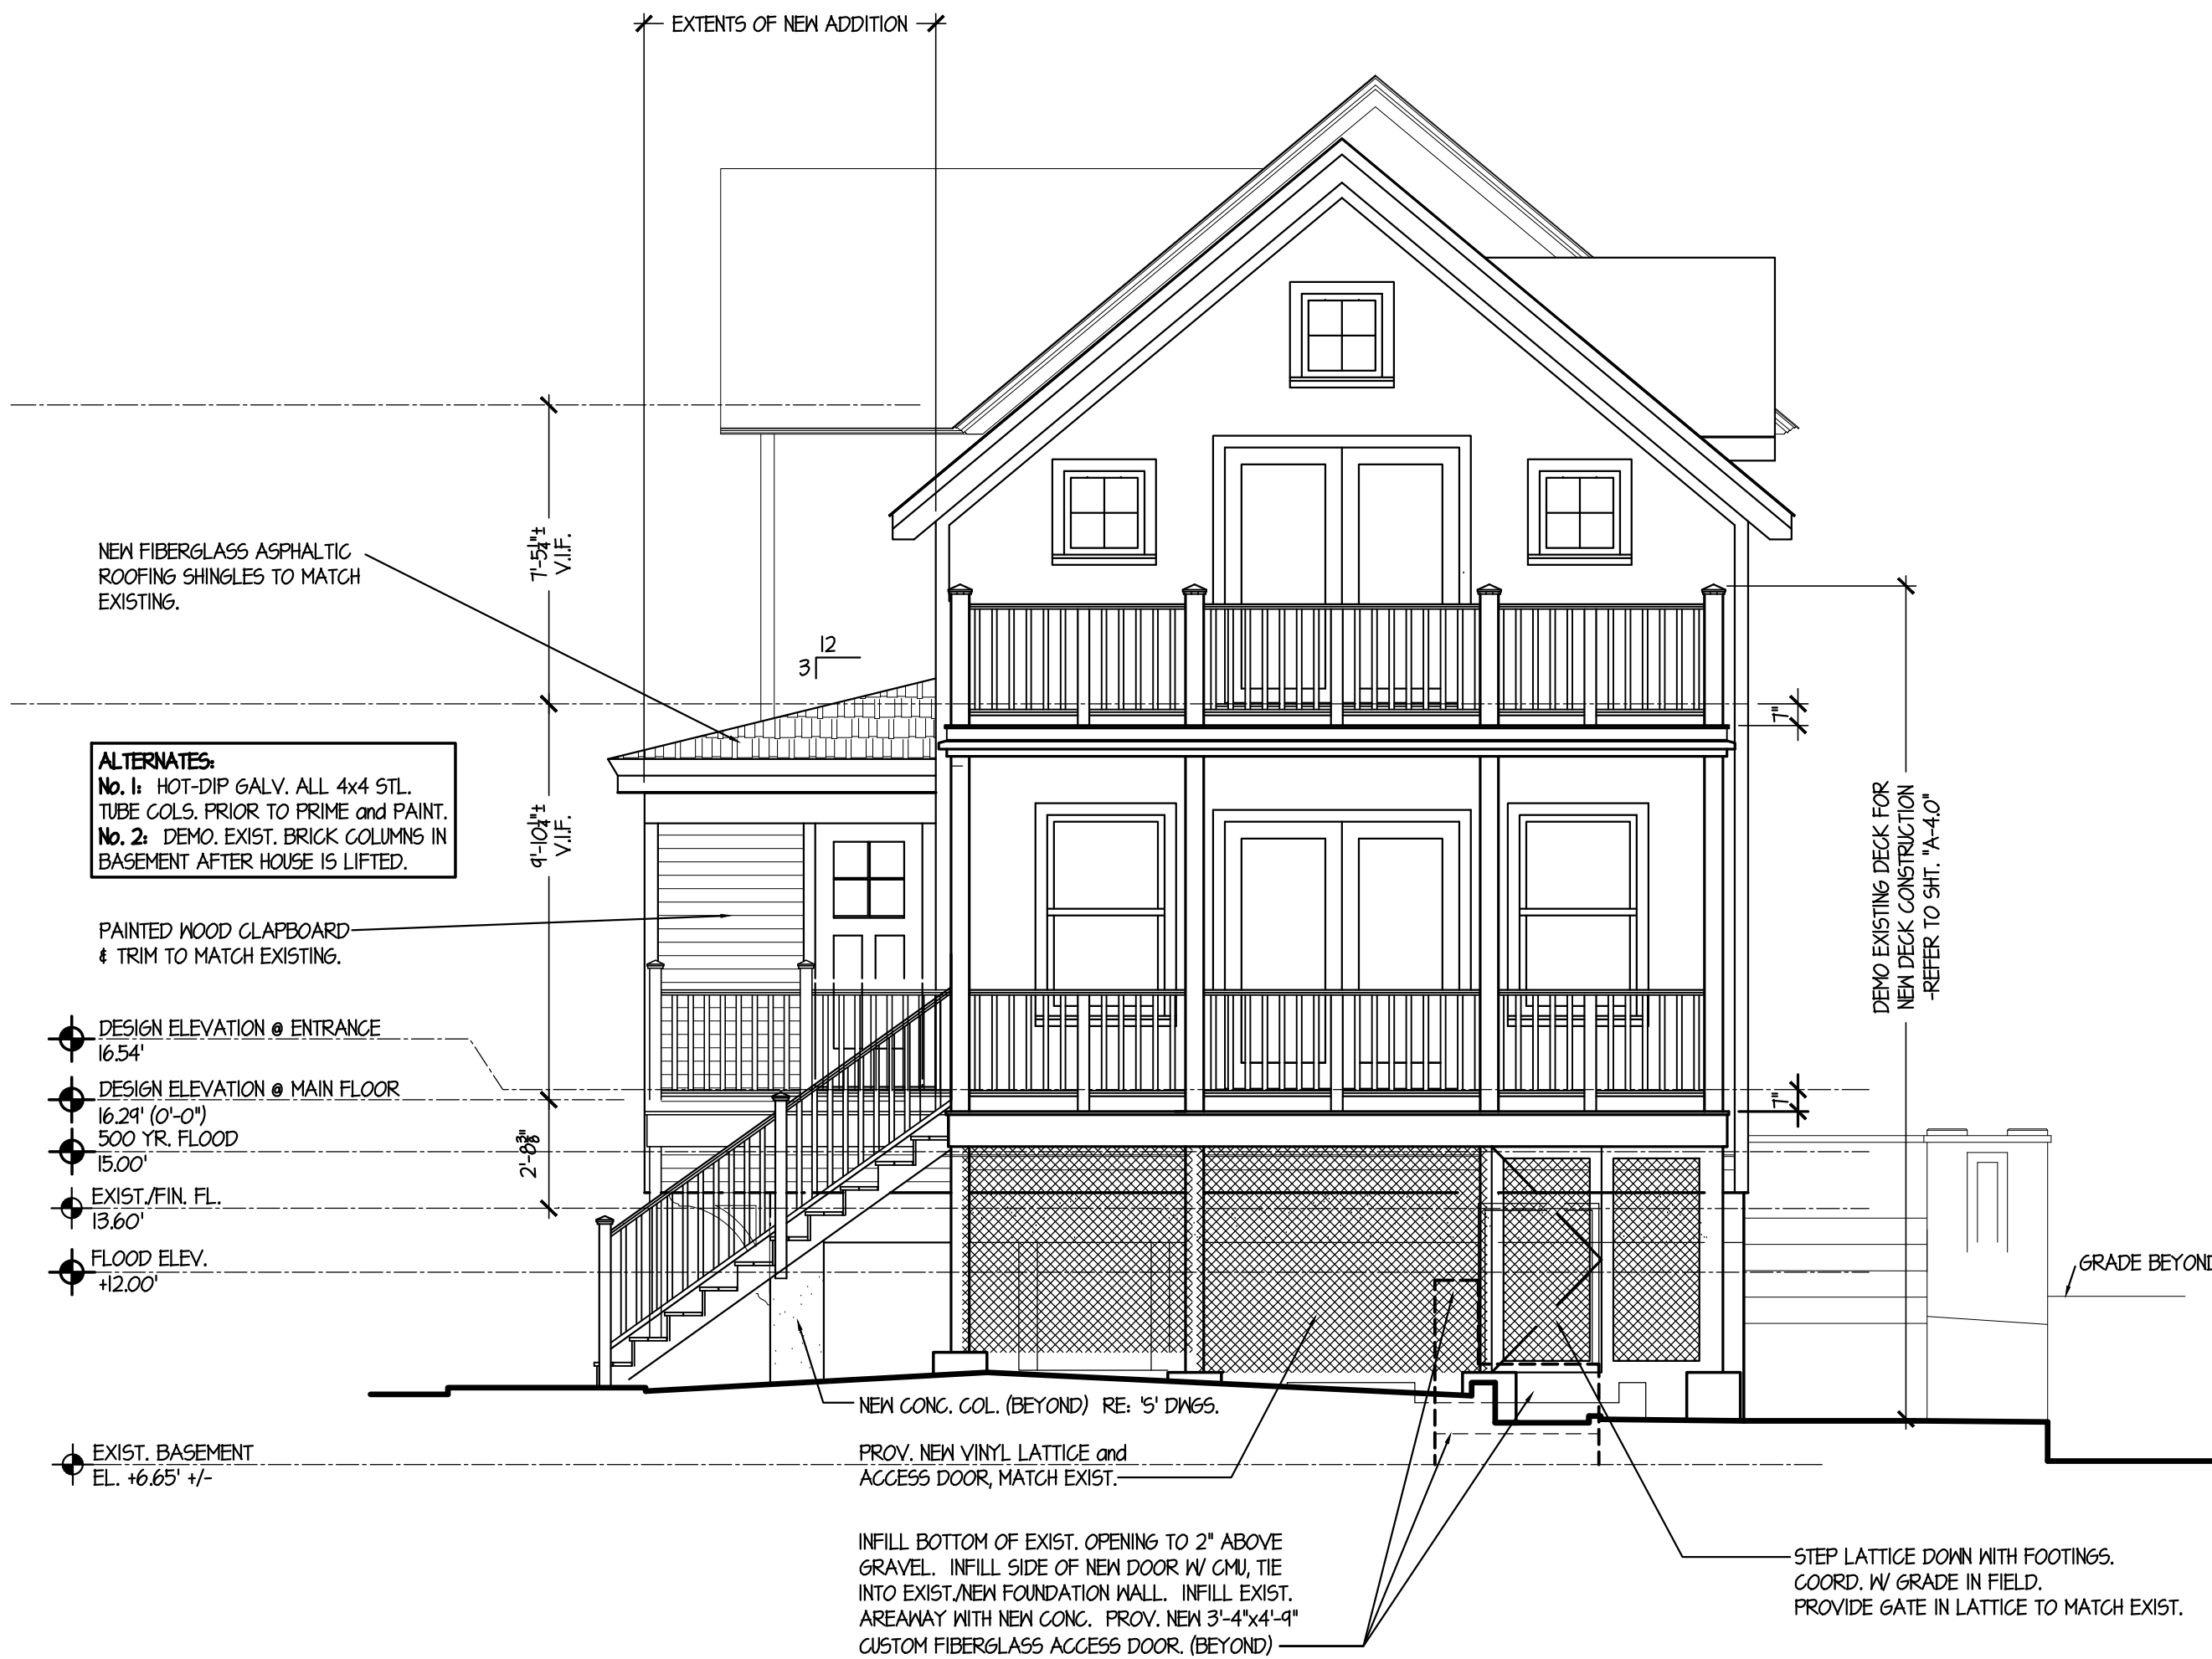 EXTENTS OF NEW ADDITION
NEW FIBERGLASS ASPHALTIC
ROOFING SHINGLES TO MATCH
EXISTING.
7'-5¼"±
V.I.F.
12
3
7"
ALTERNATES:
No. 1: HOT-DIP GALV. ALL 4x4 STL.
TUBE COLS. PRIOR TO PRIME and PAINT.
No. 2: DEMO. EXIST. BRICK COLUMNS IN
BASEMENT AFTER HOUSE IS LIFTED.
9'-10¼"±
V.I.F.
DEMO EXISTING DECK FOR
NEW DECK CONSTRUCTION
-REFER TO SHT. "A-4.0"
PAINTED WOOD CLAPBOARD
& TRIM TO MATCH EXISTING.
DESIGN ELEVATION @ ENTRANCE
16.54'
DESIGN ELEVATION @ MAIN FLOOR
16.29' (0'-0")
7"
500 YR. FLOOD
15.00'
2'-8⅜"
EXIST./FIN. FL.
13.60'
FLOOD ELEV.
+12.00'
GRADE BEYOND
NEW CONC. COL. (BEYOND) RE: 'S' DWGS.
EXIST. BASEMENT
EL. +6.65' +/-
PROV. NEW VINYL LATTICE and
ACCESS DOOR, MATCH EXIST.
INFILL BOTTOM OF EXIST. OPENING TO 2" ABOVE
GRAVEL. INFILL SIDE OF NEW DOOR W/ CMU, TIE
INTO EXIST./NEW FOUNDATION WALL. INFILL EXIST.
AREAWAY WITH NEW CONC. PROV. NEW 3'-4"x4'-9"
CUSTOM FIBERGLASS ACCESS DOOR. (BEYOND)
STEP LATTICE DOWN WITH FOOTINGS.
COORD. W/ GRADE IN FIELD.
PROVIDE GATE IN LATTICE TO MATCH EXIST.